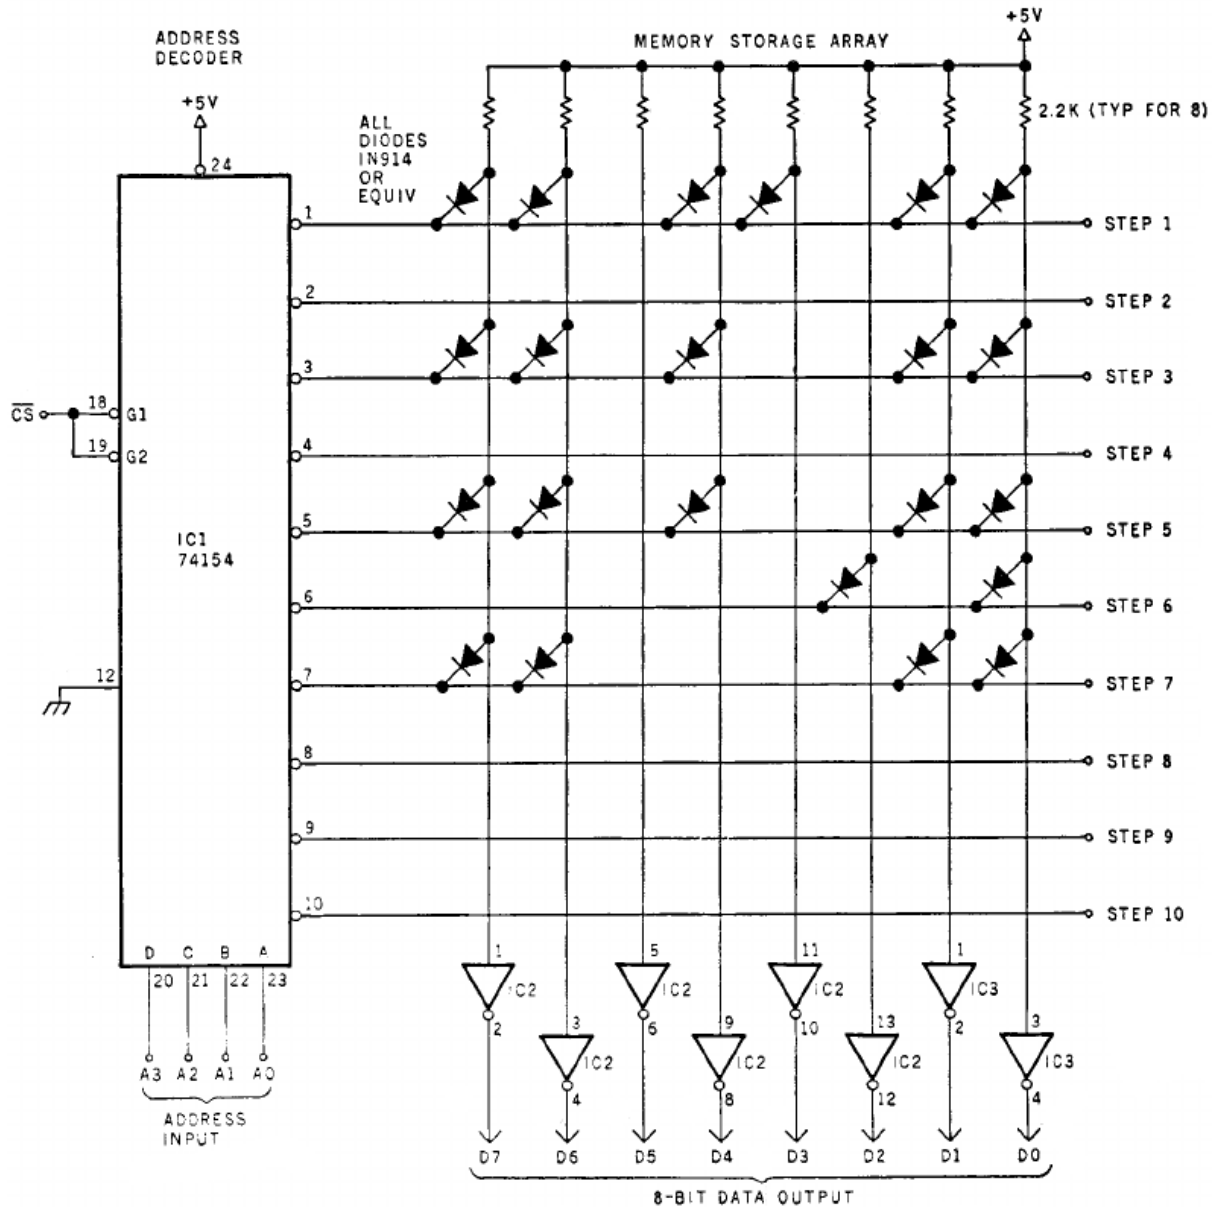 +5V
MEMORY STORAGE ARRAY
ADDRESS
DECODER
+5V
24
ALL
DIODES
IN914
OR
EQUIV
2.2K (TYP FOR 8)
1
STEP 1
2
STEP 2
3
STEP 3
CS
18
G1
19
G2
4
STEP 4
5
STEP 5
IC1
74154
6
STEP 6
12
7
STEP 7
8
STEP 8
9
STEP 9
10
STEP 10
D C B A
20 21 22 23
A3 A2 A1 A0
ADDRESS
INPUT
1 5 11 1
IC2 IC2 IC2 IC3
2 6 10 2
3 9 13 3
IC2 IC2 IC2 IC3
4 8 12 4
D7 D6 D5 D4 D3 D2 D1 D0
8-BIT DATA OUTPUT